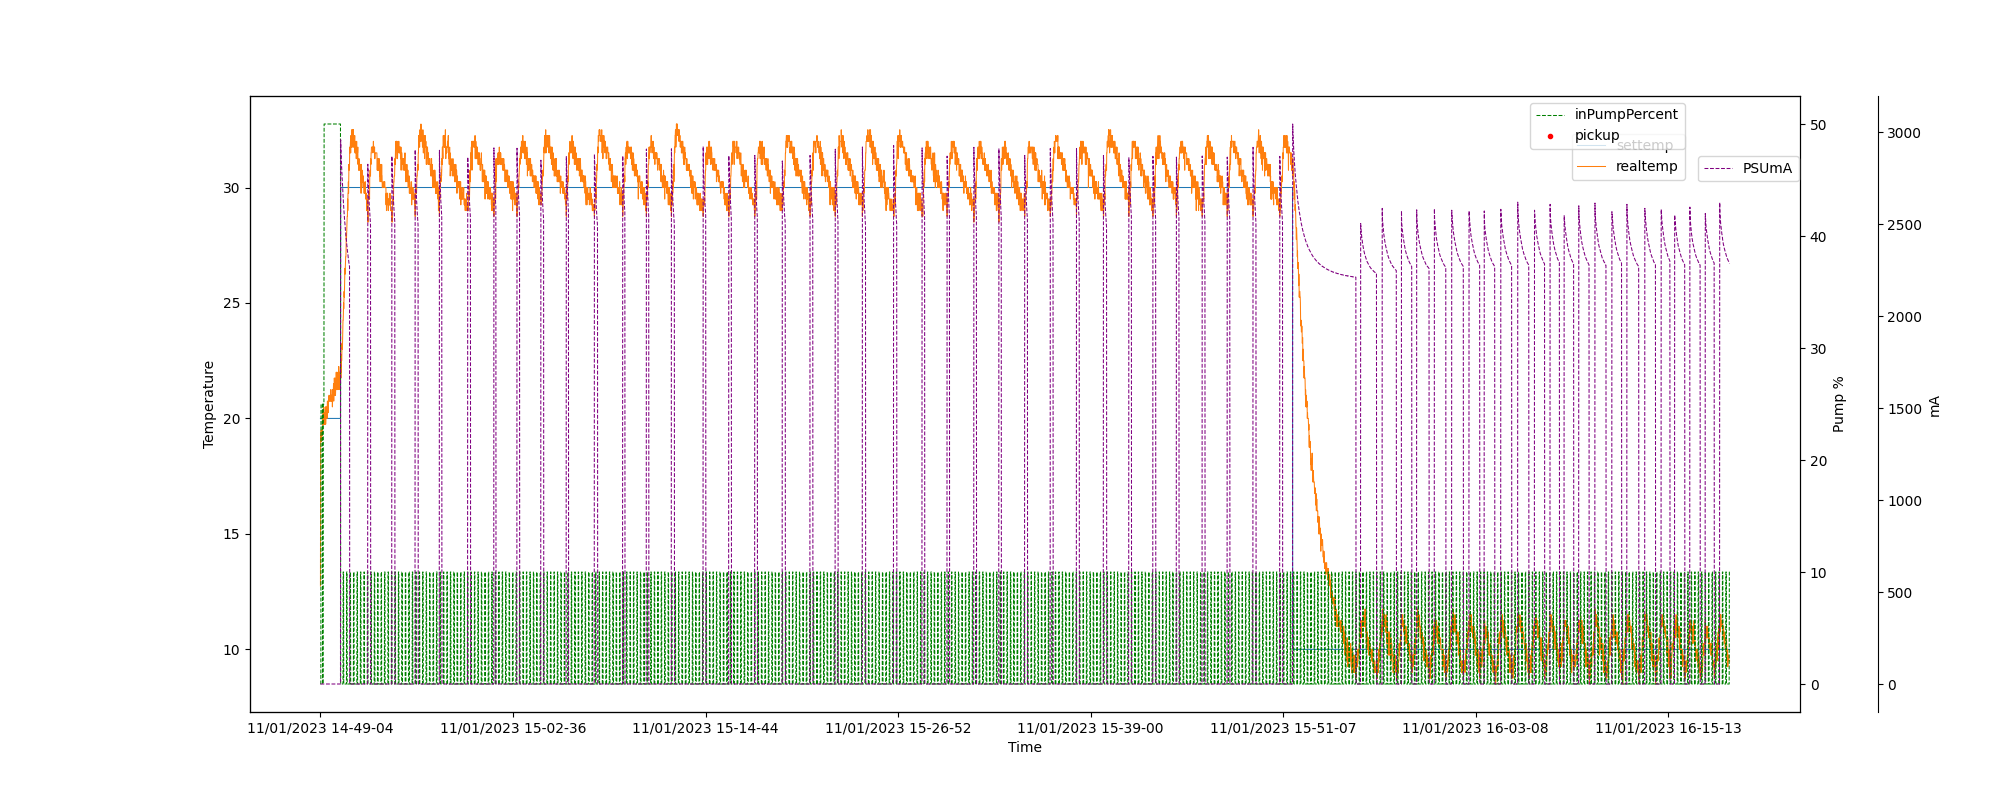 inPumpPercent
pickup
settemp
realtemp
PSUmA
30
25
20
15
10
Temperature
50
40
30
20
10
0
Pump %
3000
2500
2000
1500
1000
500
0
mA
11/01/2023 14-49-04
11/01/2023 15-02-36
11/01/2023 15-14-44
11/01/2023 15-26-52
11/01/2023 15-39-00
11/01/2023 15-51-07
11/01/2023 16-03-08
11/01/2023 16-15-13
Time